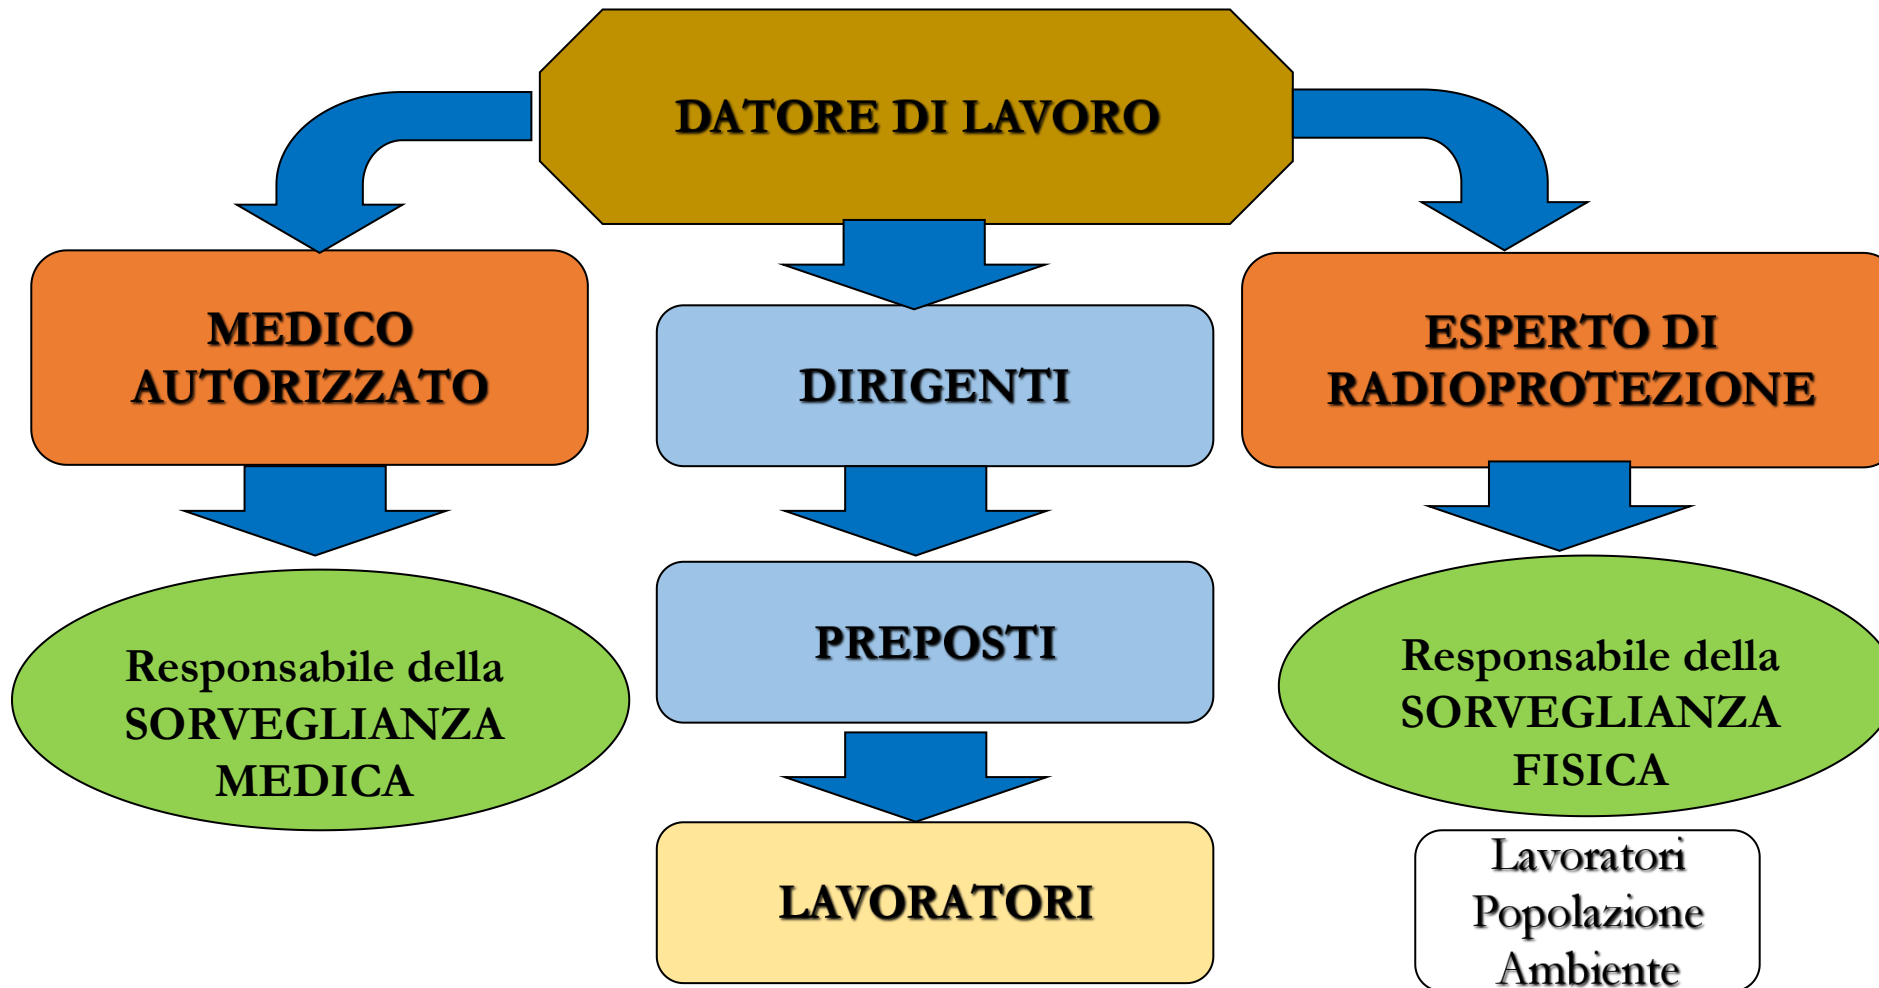 DATORE DI LAVORO
MEDICO
AUTORIZZATO
DIRIGENTI
ESPERTO DI
RADIOPROTEZIONE
Responsabile della
SORVEGLIANZA
MEDICA
PREPOSTI
Responsabile della
SORVEGLIANZA
FISICA
LAVORATORI
Lavoratori
Popolazione
Ambiente